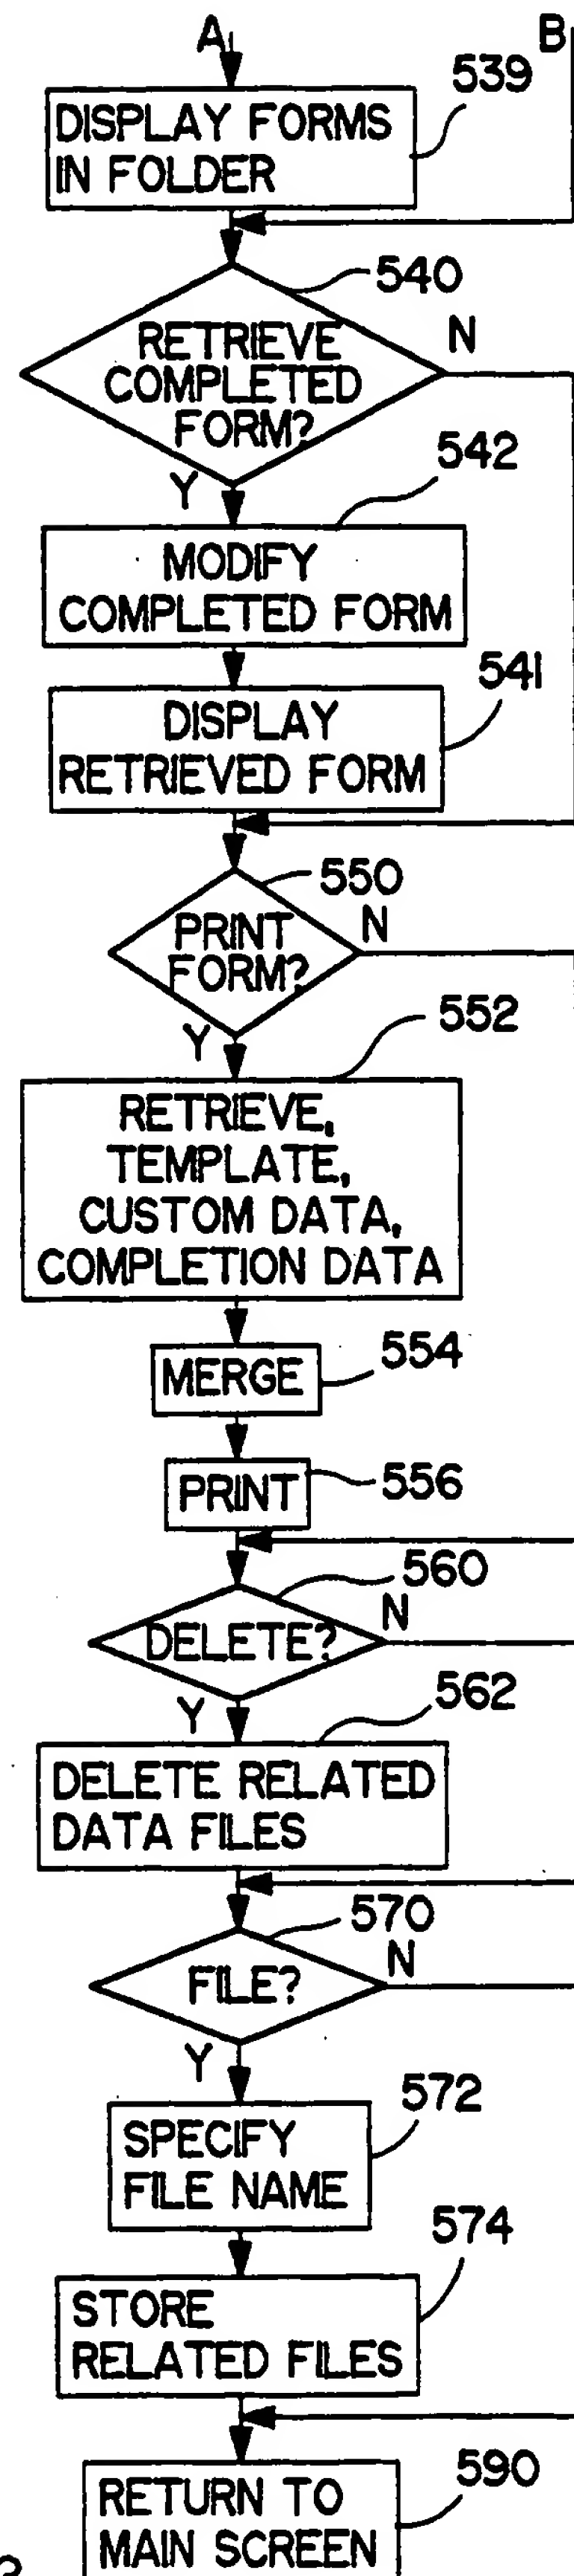 A
B
539
DISPLAY FORMS
IN FOLDER
540
RETRIEVE
COMPLETED
FORM?
N
Y
542
MODIFY
COMPLETED FORM
541
DISPLAY
RETRIEVED FORM
550
PRINT
FORM?
N
Y
552
RETRIEVE,
TEMPLATE,
CUSTOM DATA,
COMPLETION DATA
554
MERGE
556
PRINT
560
DELETE?
N
Y
562
DELETE RELATED
DATA FILES
570
FILE?
N
Y
572
SPECIFY
FILE NAME
574
STORE
RELATED FILES
590
RETURN TO
MAIN SCREEN